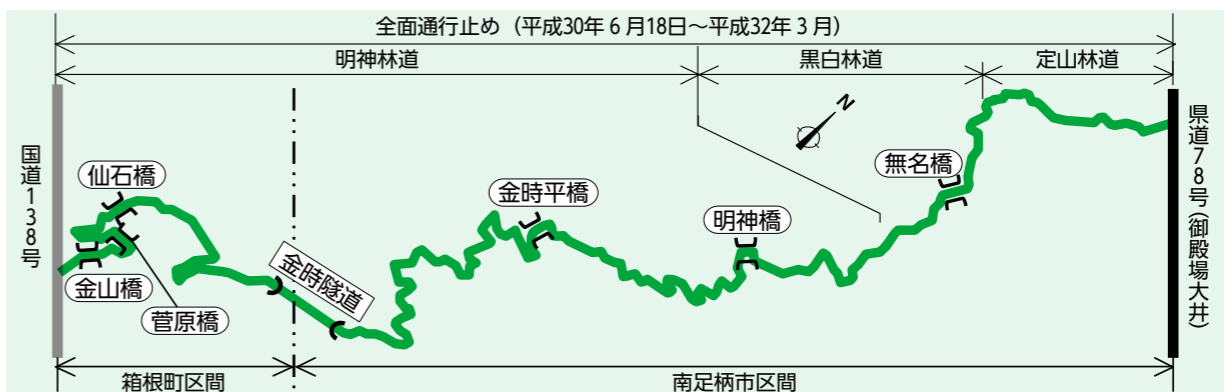 全面通行止め（平成30年6月18日～平成32年3月）
明神林道
黒白林道
定山林道
N
国道138号
仙石橋
金山橋
菅原橋
金時隧道
金時平橋
明神橋
無名橋
県道78号(御殿場大井)
箱根町区間
南足柄市区間